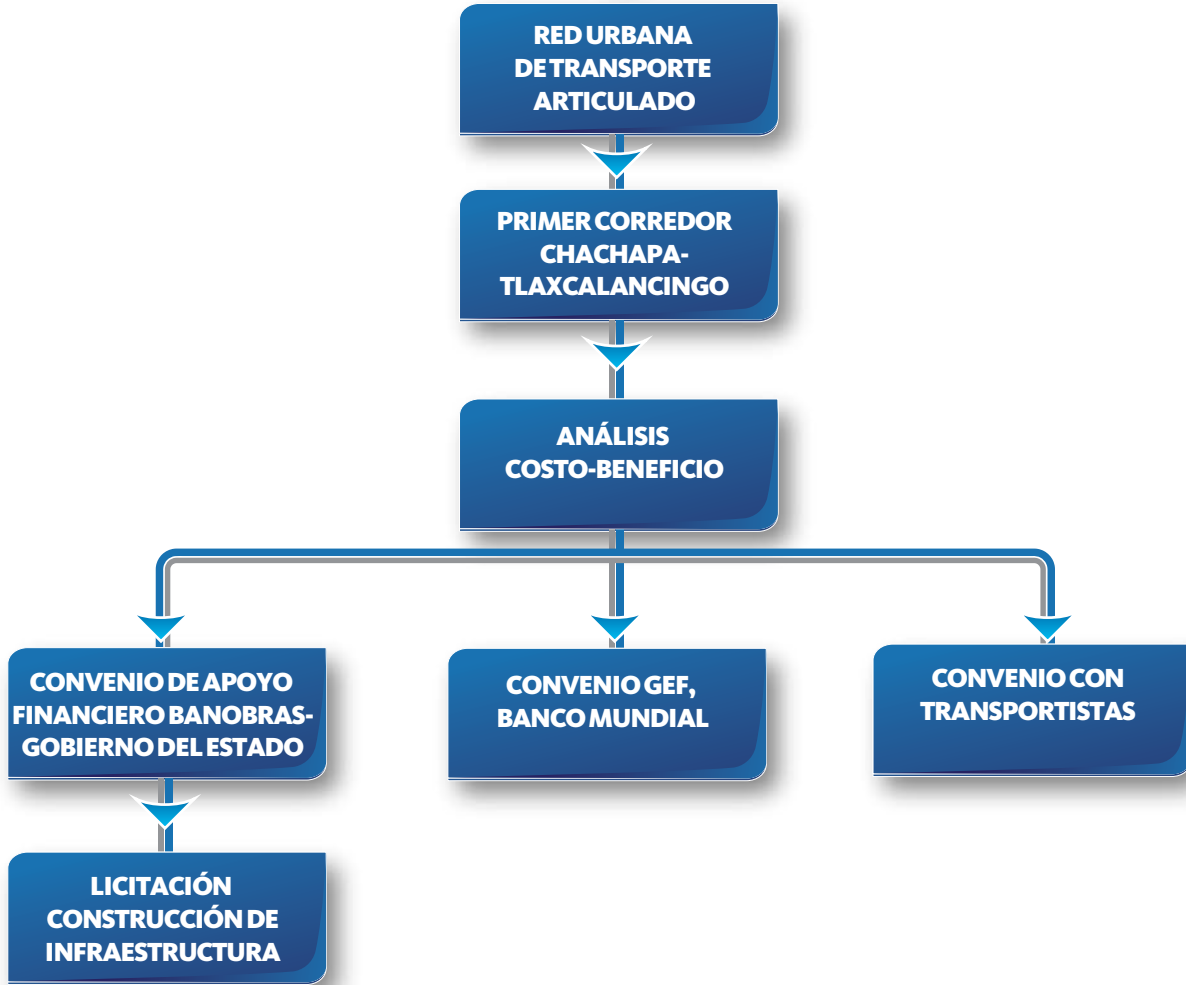 RED URBANA
DE TRANSPORTE
ARTICULADO
PRIMER CORREDOR
CHACHAPA-
TLAXCALANCINGO
ANÁLISIS
COSTO-BENEFICIO
CONVENIO DE APOYO
FINANCIERO BANOBRAS-
GOBIERNO DEL ESTADO
CONVENIO GEF,
BANCO MUNDIAL
CONVENIO CON
TRANSPORTISTAS
LICITACIÓN
CONSTRUCCIÓN DE
INFRAESTRUCTURA